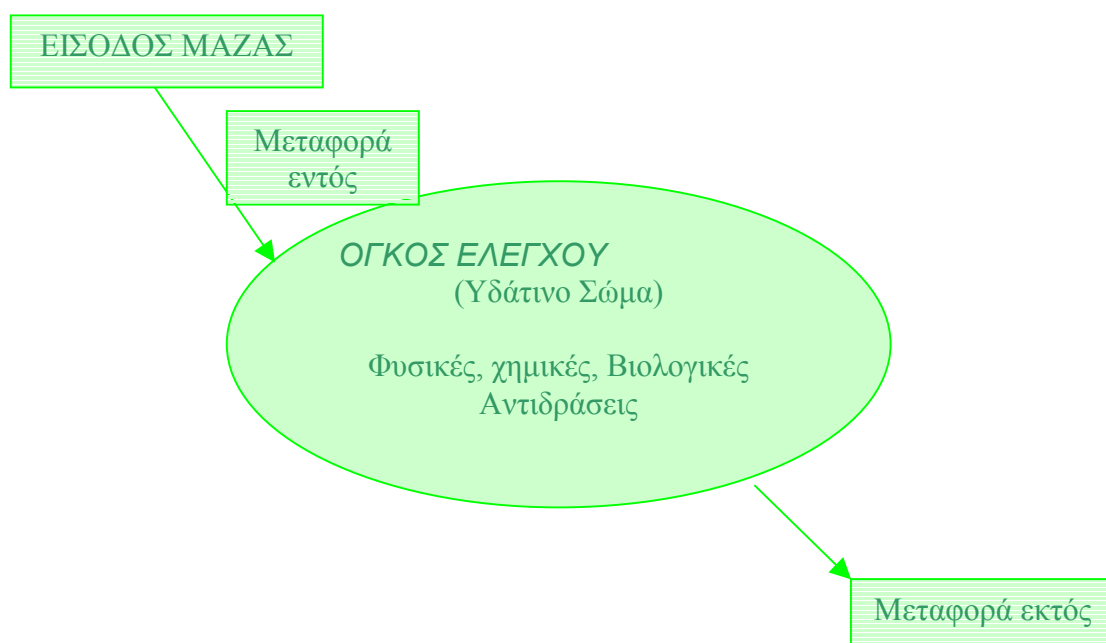 ΕΙΣΟΔΟΣ ΜΑΖΑΣ
Μεταφορά
εντός
ΟΓΚΟΣ ΕΛΕΓΧΟΥ
(Υδάτινο Σώμα)
Φυσικές, χημικές, Βιολογικές
Αντιδράσεις
Μεταφορά εκτός